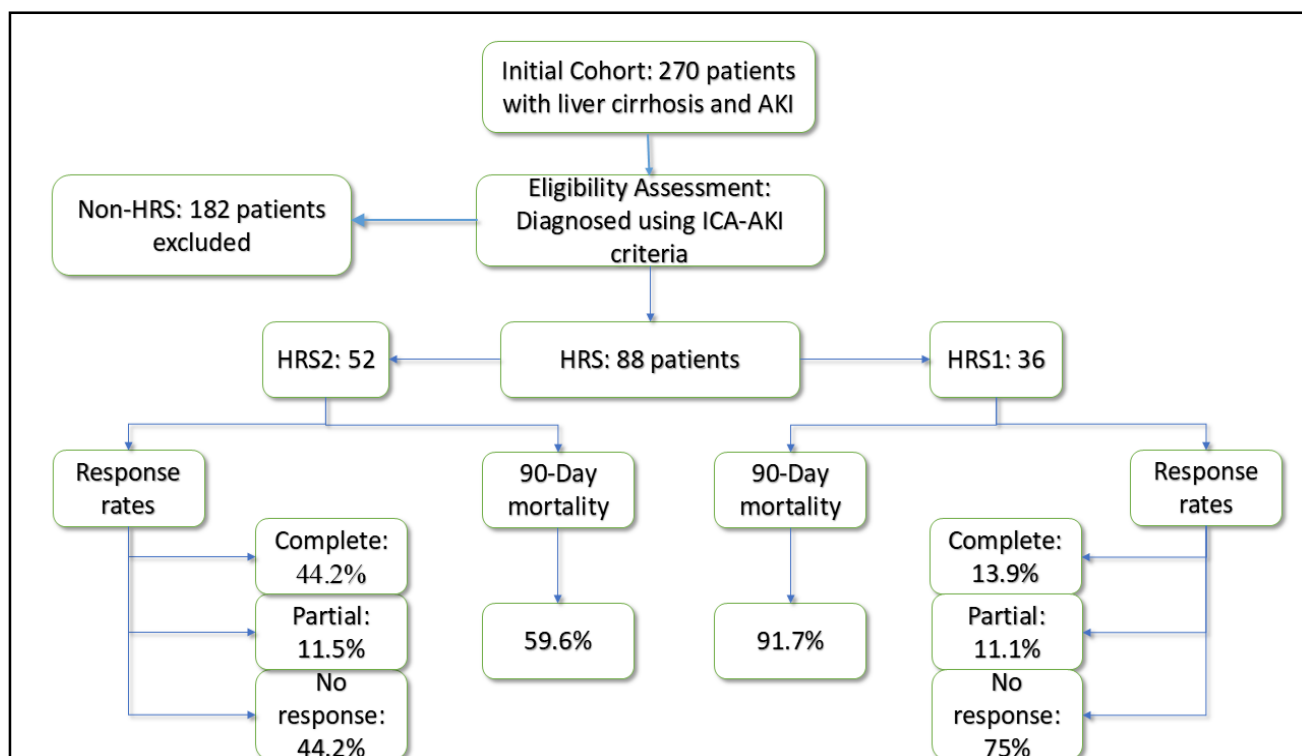 Initial Cohort: 270 patients
with liver cirrhosis and AKI
Eligibility Assessment:
Diagnosed using ICA-AKI
criteria
Non-HRS: 182 patients
excluded
HRS2: 52
HRS: 88 patients
HRS1: 36
Response
rates
90-Day
mortality
90-Day
mortality
Response
rates
Complete:
44.2%
Partial:
11.5%
No
response:
44.2%
59.6%
91.7%
Complete:
13.9%
Partial:
11.1%
No
response:
75%